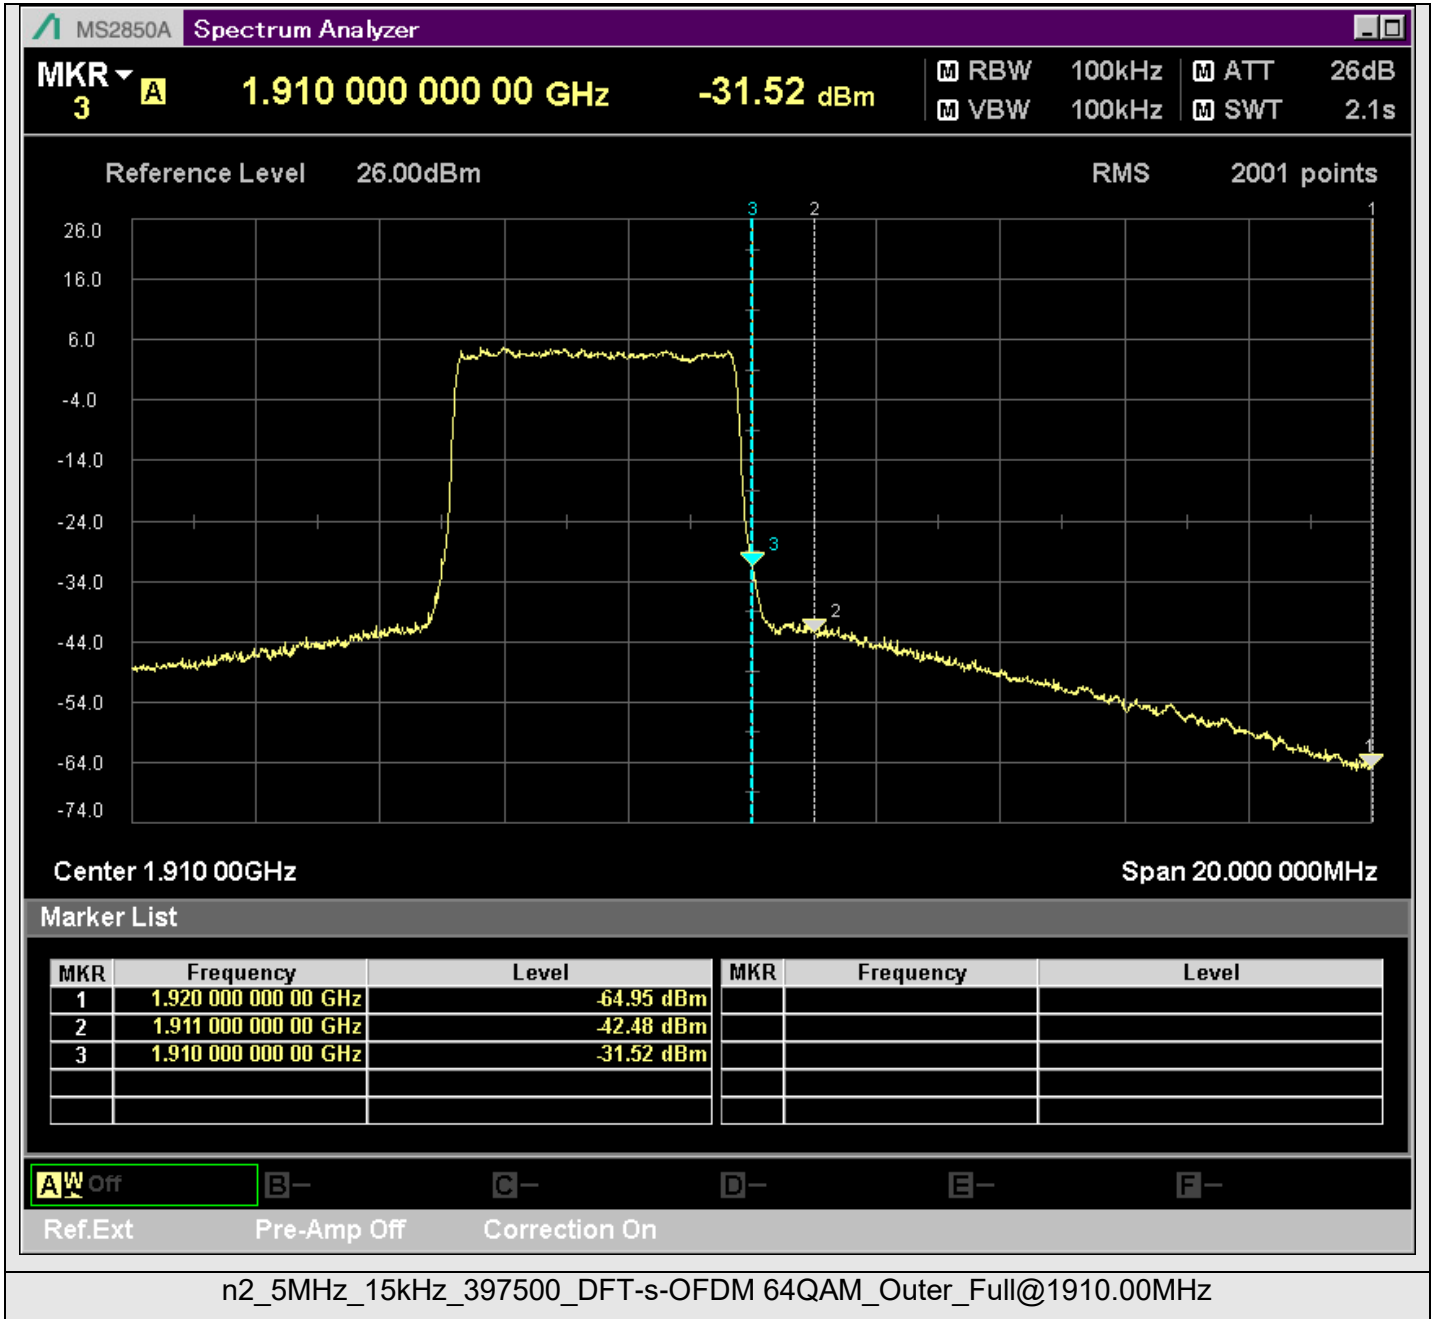 MS2850A Spectrum Analyzer
MKR 3 A 1.910 000 000 00 GHz -31.52 dBm
M RBW 100kHz M ATT 26dB
M VBW 100kHz M SWT 2.1s
Reference Level 26.00dBm RMS 2001 points
3 2 1
26.0
16.0
6.0
-4.0
-14.0
-24.0
3
-34.0
2
-44.0
-54.0
1
-64.0
-74.0
Center 1.910 00GHz Span 20.000 000MHz
Marker List
MKR Frequency Level MKR Frequency Level
1 1.920 000 000 00 GHz -64.95 dBm
2 1.911 000 000 00 GHz -42.48 dBm
3 1.910 000 000 00 GHz -31.52 dBm
A W Off B – C – D – E – F –
Ref.Ext Pre-Amp Off Correction On
n2_5MHz_15kHz_397500_DFT-s-OFDM 64QAM_Outer_Full@1910.00MHz